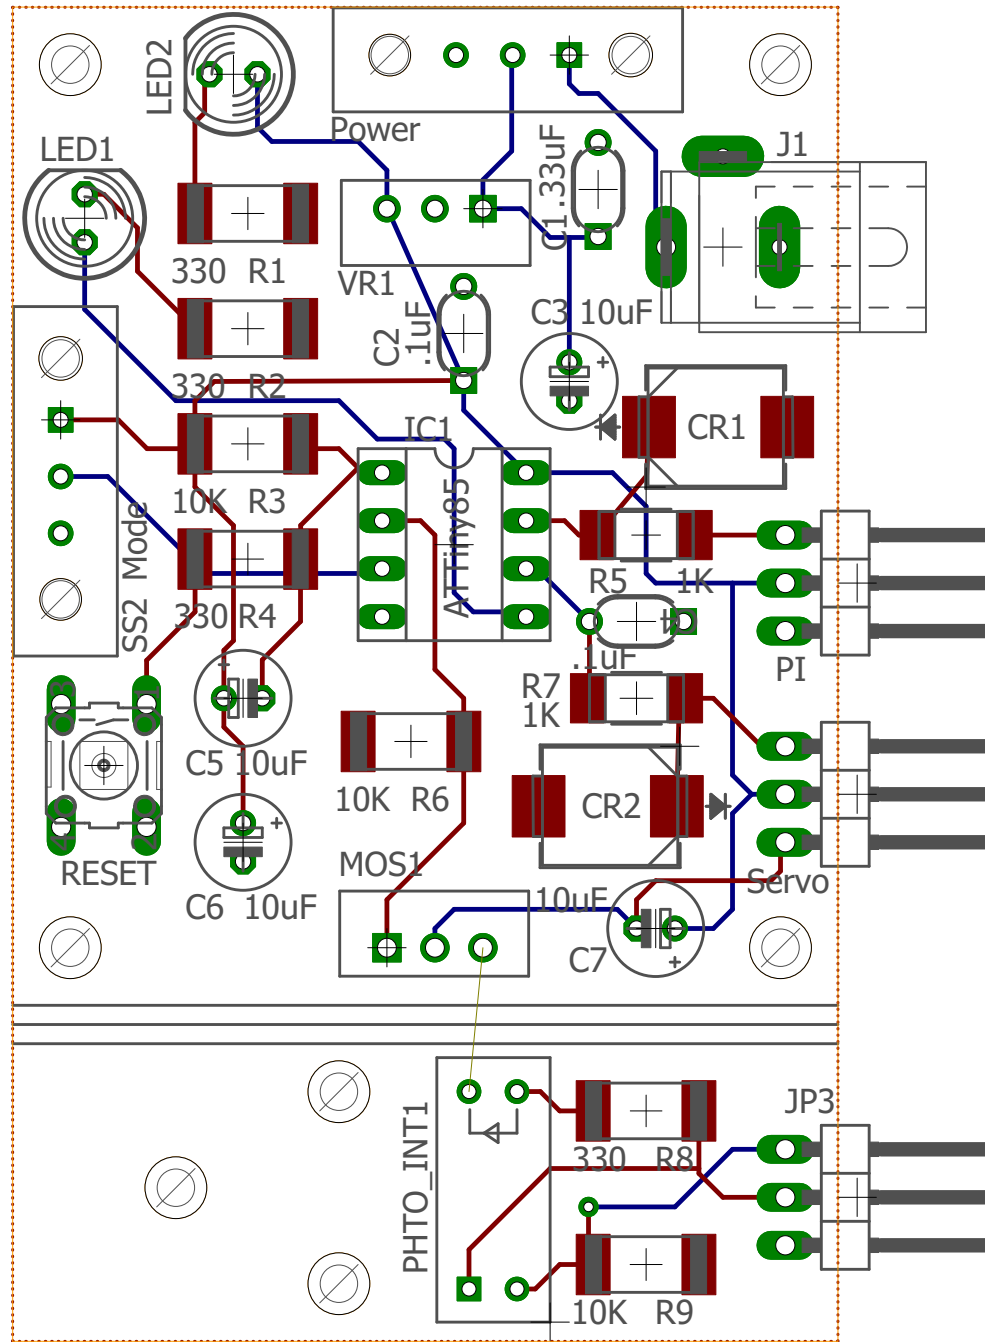 LED2
Power
LED1
J1
C1
.33uF
330 R1
VR1
C2
.1uF
C3 10uF
330 R2
IC1
CR1
10K R3
ATTiny85
SS2 Mode
R5 1K
330 R4
.1uF
PI
R7
1K
C5 10uF
10K R6
CR2
MOS1
RESET
Servo
C6 10uF
10uF
C7
PHTO_INT1
JP3
330 R8
10K R9